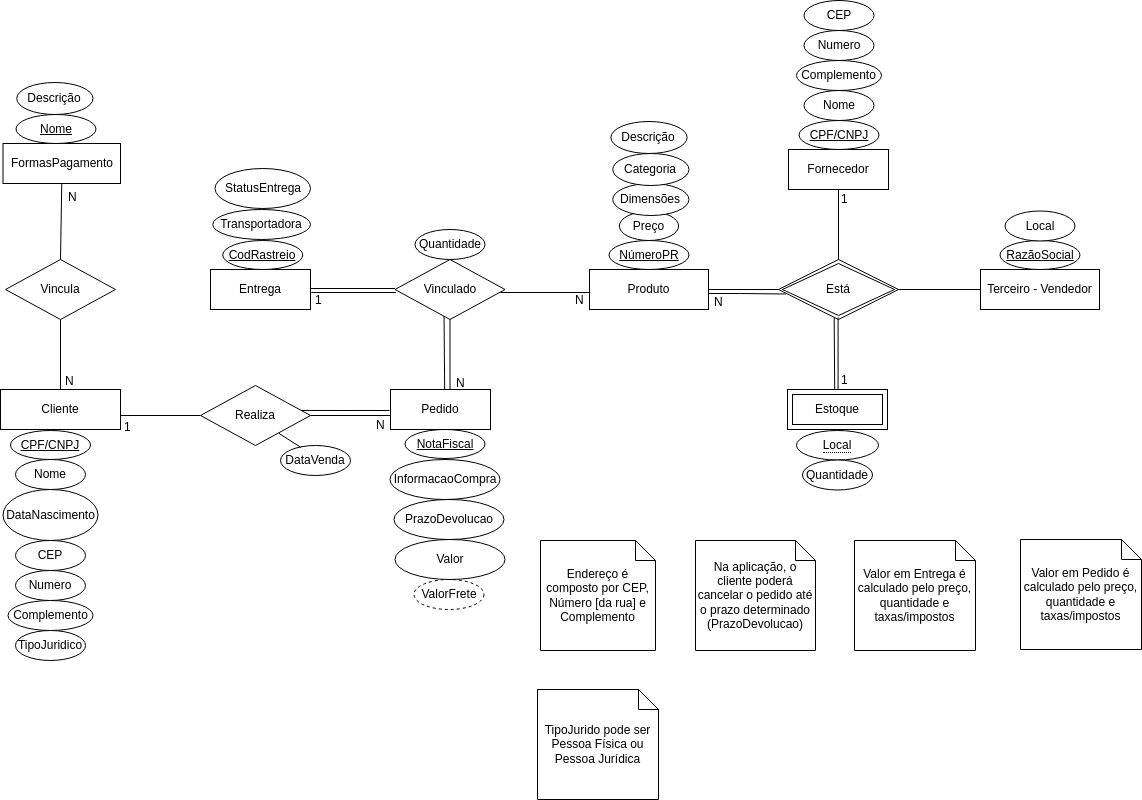 CEP
Numero
Complemento
Nome
CPF/CNPJ
Fornecedor
1
Descrição
Nome
FormasPagamento
N
Vincula
N
Cliente
1
CPF/CNPJ
Nome
DataNascimento
CEP
Numero
Complemento
TipoJuridico
StatusEntrega
Transportadora
CodRastreio
Entrega
1
Quantidade
Vinculado
N
N
Realiza
DataVenda
N
Pedido
NotaFiscal
InformacaoCompra
PrazoDevolucao
Valor
ValorFrete
Descrição
Categoria
Dimensões
Preço
NúmeroPR
Produto
N
Está
Local
RazãoSocial
Terceiro - Vendedor
1
Estoque
Local
Quantidade
Endereço é
composto por CEP,
Número [da rua] e
Complemento
Na aplicação, o
cliente poderá
cancelar o pedido até
o prazo determinado
(PrazoDevolucao)
Valor em Entrega é
calculado pelo preço,
quantidade e
taxas/impostos
Valor em Pedido é
calculado pelo preço,
quantidade e
taxas/impostos
TipoJurido pode ser
Pessoa Física ou
Pessoa Jurídica